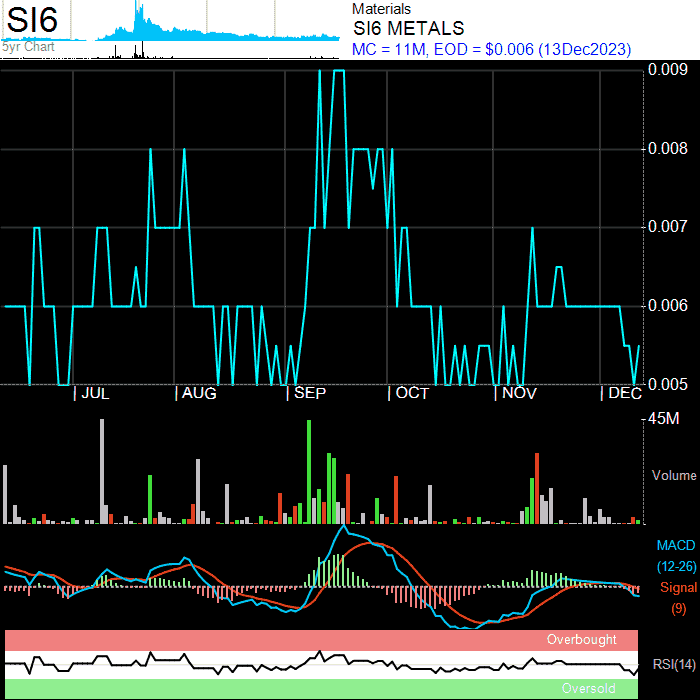 SI6
5yr Chart
Materials
SI6 METALS
MC = 11M, EOD = $0.006 (13Dec2023)
0.009
0.008
0.007
0.006
0.005
| JUL | AUG | SEP | OCT | NOV | DEC
45M
Volume
MACD
(12-26)
Signal
(9)
Overbought
RSI(14)
Oversold